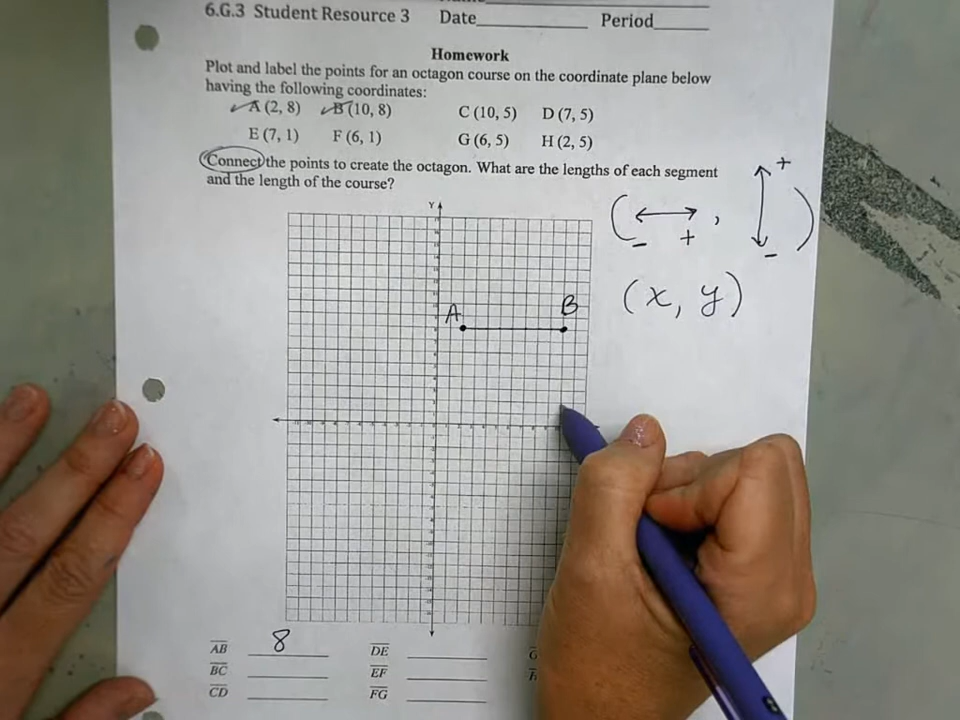 6.G.3 Student Resource 3 Date Period
Homework
Plot and label the points for an octagon course on the coordinate plane below
having the following coordinates:
A (2, 8) B (10, 8) C (10, 5) D (7, 5)
E (7, 1) F (6, 1) G (6, 5) H (2, 5)
Connect the points to create the octagon. What are the lengths of each segment
and the length of the course?
( - + , + - )
(x, y)
Y
A B
AB 8 DE
BC EF
CD FG